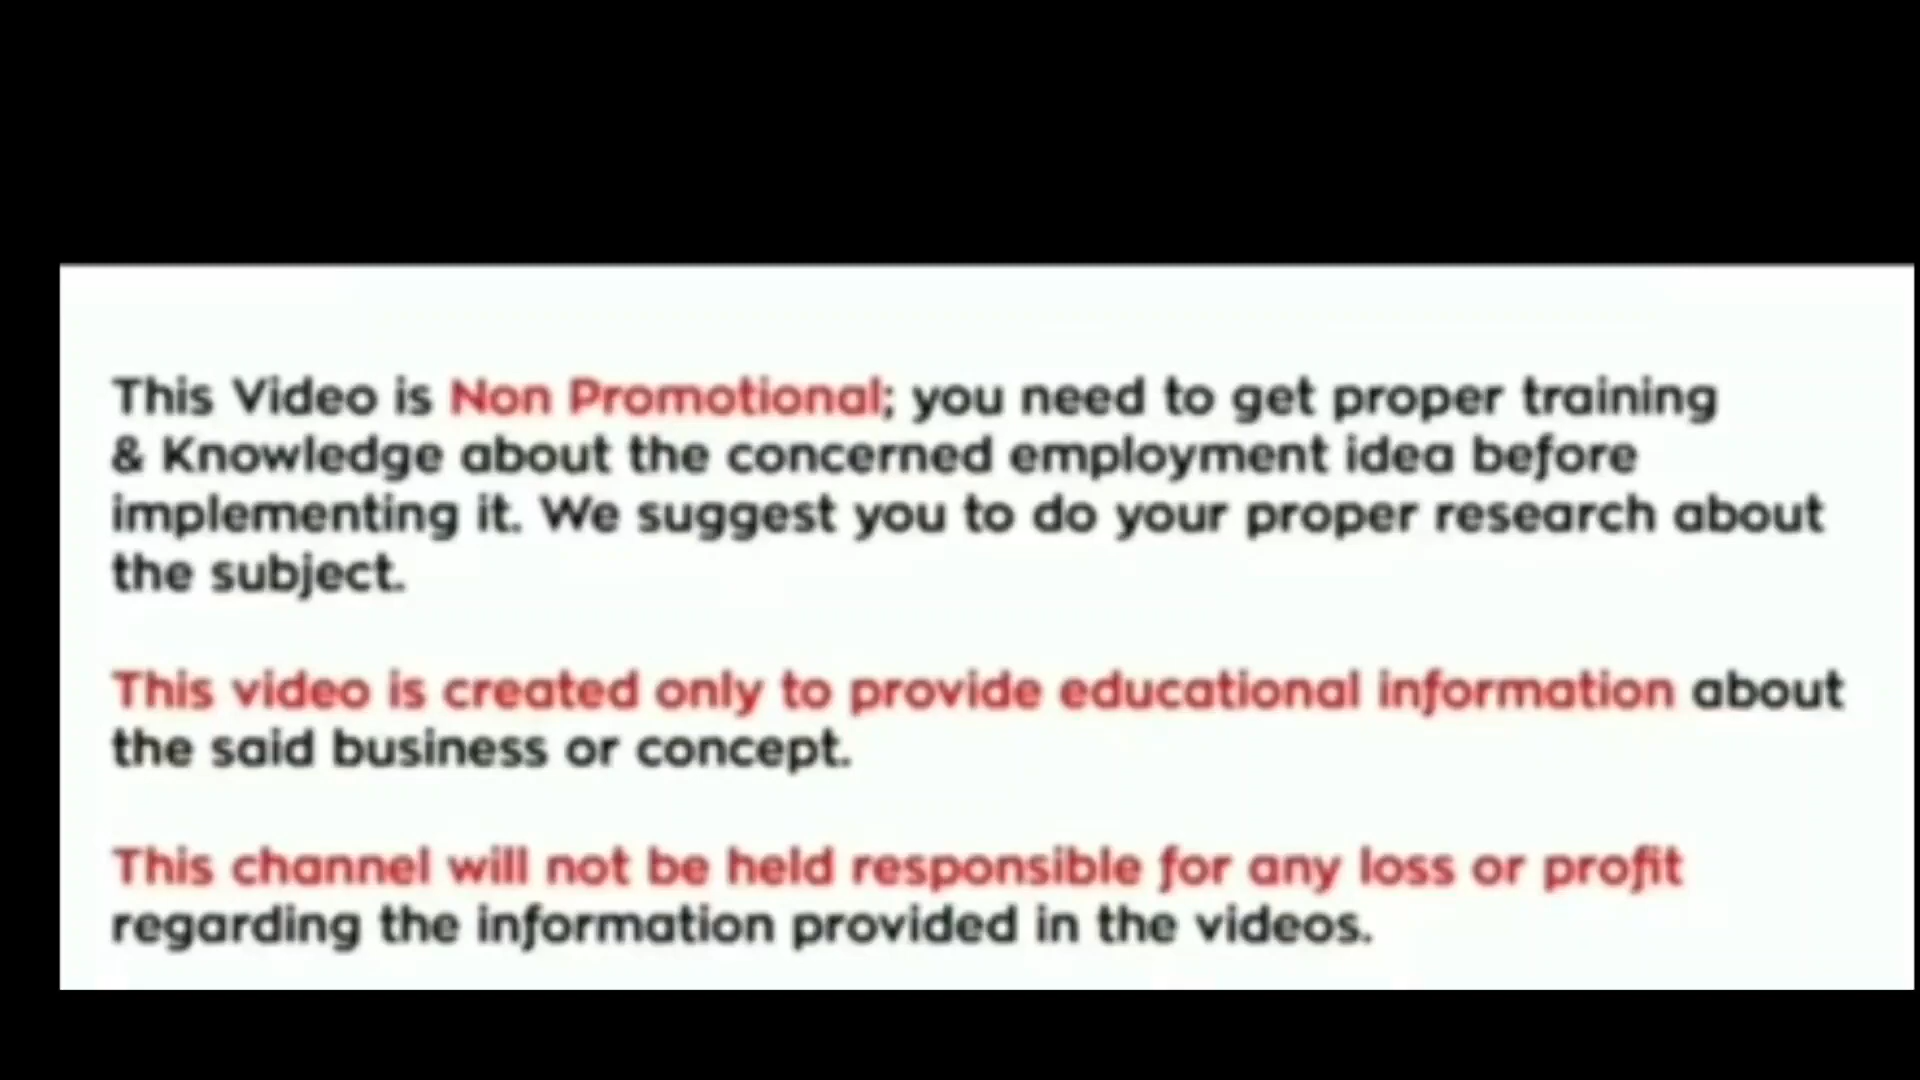 This Video is Non Promotional; you need to get proper training
& Knowledge about the concerned employment idea before
implementing it. We suggest you to do your proper research about
the subject.
This video is created only to provide educational information about
the said business or concept.
This channel will not be held responsible for any loss or profit
regarding the information provided in the videos.